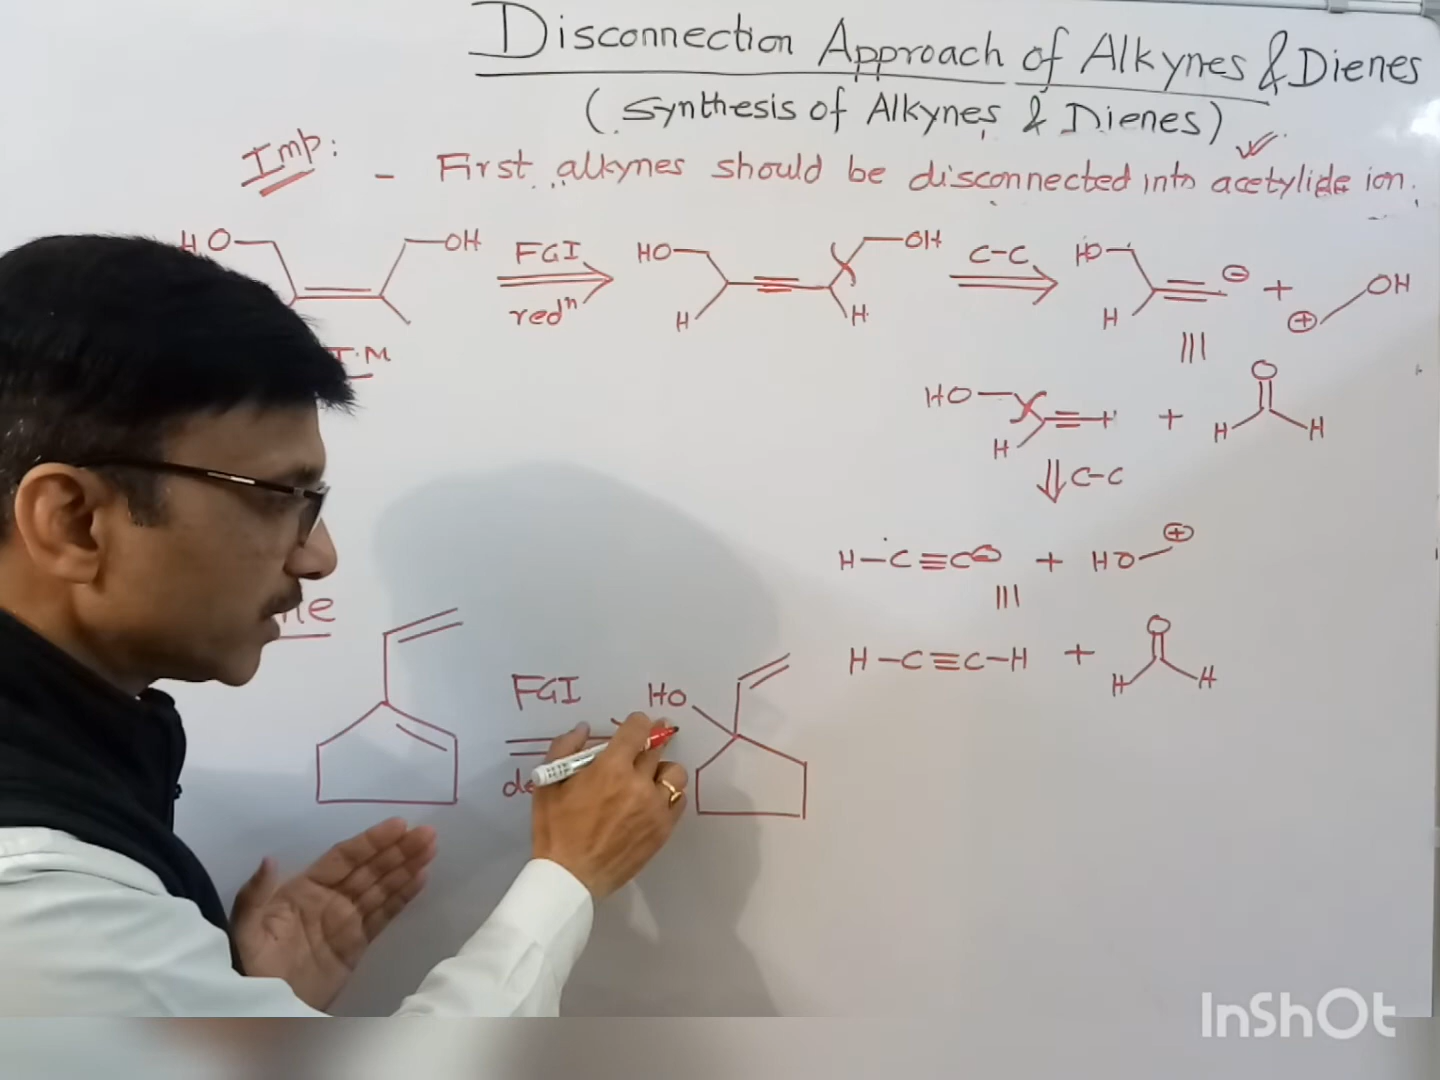 Disconnection Approach of Alkynes & Dienes
(Synthesis of Alkynes & Dienes)
Imp: - First alkynes should be disconnected into acetylide ion.
HO OH FGI redⁿ HO H H OH C-C HO H ⊖ + ⊕ OH
T.M
HO H H + O H H
C-C
H-C≡C⊖ + HO ⊕
H-C≡C-H + O H H
FGI HO
InShOt